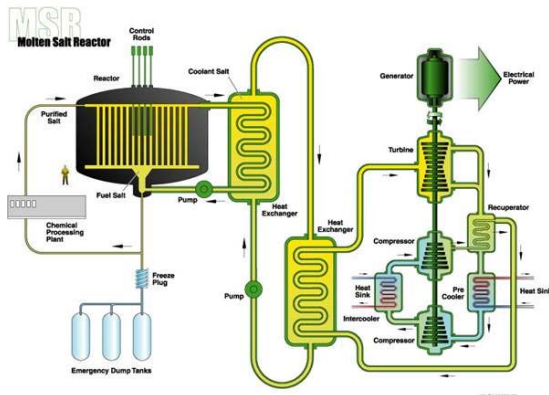 MSR
Molten Salt Reactor
Control
Rods
Reactor
Coolant Salt
Purified
Salt
Fuel Salt
Pump
Heat
Exchanger
Chemical
Processing
Plant
Freeze
Plug
Emergency Dump Tanks
Pump
Heat
Exchanger
Generator
Electrical
Power
Turbine
Recuperator
Compressor
Heat
Sink
Intercooler
Pre
Cooler
Heat Sink
Compressor